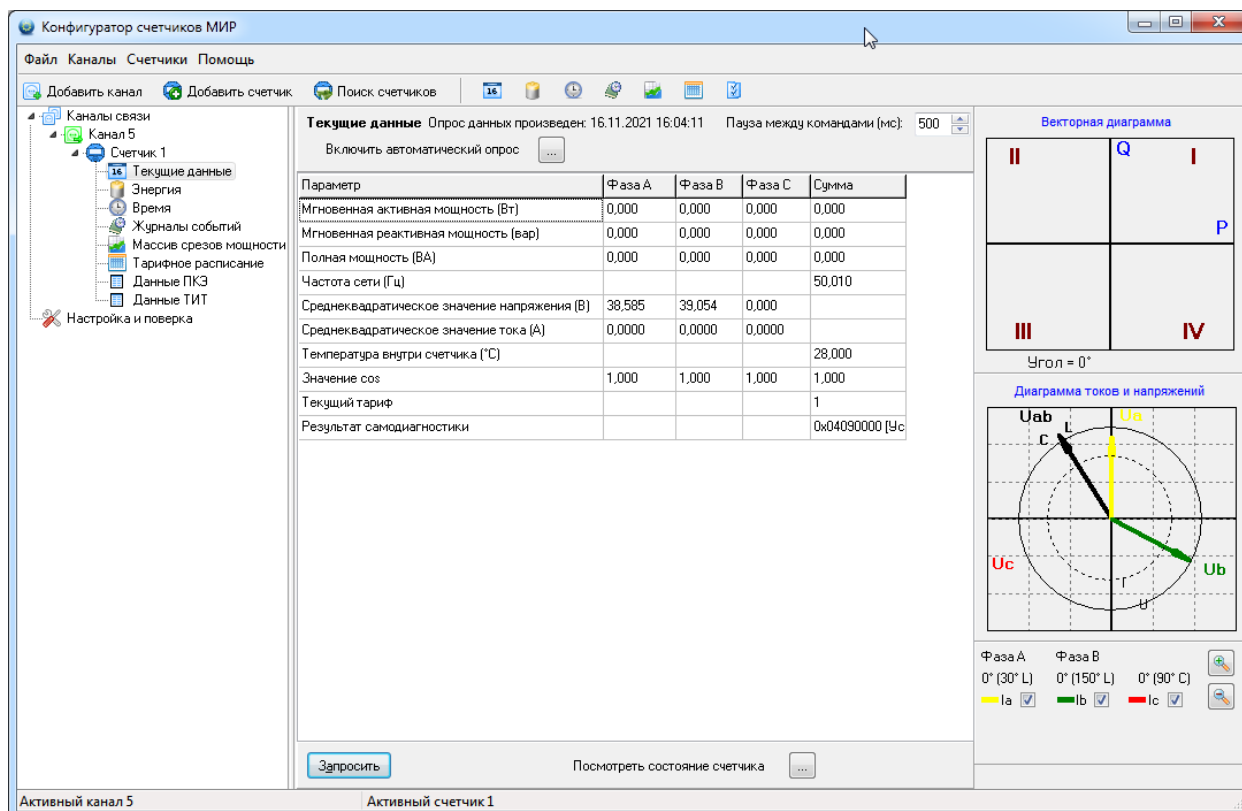 Конфигуратор счетчиков МИР
Файл Каналы Счетчики Помощь
Добавить канал Добавить счетчик Поиск счетчиков 16
Каналы связи
Канал 5
Счетчик 1
16 Текущие данные
Энергия
Время
Журналы событий
Массив срезов мощности
Тарифное расписание
Данные ПКЭ
Данные ТИТ
Настройка и поверка
Текущие данные Опрос данных произведен: 16.11.2021 16:04:11 Пауза между командами (мс): 500
Включить автоматический опрос ...
Параметр Фаза A Фаза B Фаза C Сумма
Мгновенная активная мощность (Вт) 0,000 0,000 0,000 0,000
Мгновенная реактивная мощность (вар) 0,000 0,000 0,000 0,000
Полная мощность (ВА) 0,000 0,000 0,000 0,000
Частота сети (Гц) 50,010
Среднеквадратическое значение напряжения (В) 38,585 39,054 0,000
Среднеквадратическое значение тока (А) 0,0000 0,0000 0,0000
Температура внутри счетчика (°С) 28,000
Значение cos 1,000 1,000 1,000 1,000
Текущий тариф 1
Результат самодиагностики 0x04090000 [Ус
Запросить Посмотреть состояние счетчика ...
Векторная диаграмма
II Q I
P
III IV
Угол = 0°
Диаграмма токов и напряжений
Uab Ua
L
C
Uc Ub
I
U
Фаза A Фаза B
0° (30° L) 0° (150° L) 0° (90° C)
Ia Ib Ic
Активный канал 5 Активный счетчик 1